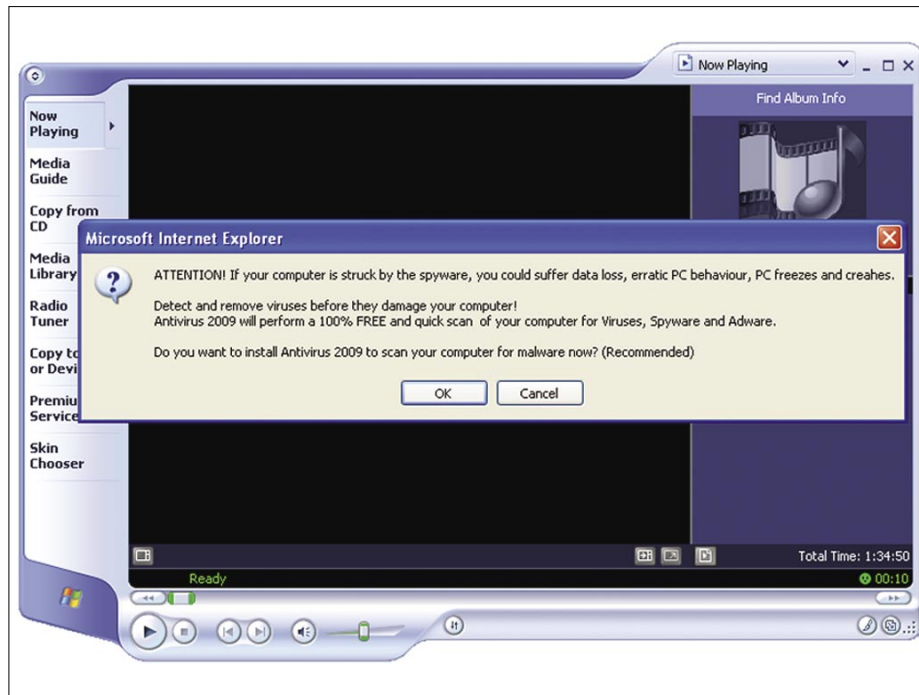 Now Playing
Find Album Info
Now
Playing
Media
Guide
Copy from
CD
Microsoft Internet Explorer
Media
Library
ATTENTION! If your computer is struck by the spyware, you could suffer data loss, erratic PC behaviour, PC freezes and creahes.
Detect and remove viruses before they damage your computer!
Antivirus 2009 will perform a 100% FREE and quick scan of your computer for Viruses, Spyware and Adware.
Do you want to install Antivirus 2009 to scan your computer for malware now? (Recommended)
OK
Cancel
Radio
Tuner
Copy to
or Devi
Premiu
Service
Skin
Chooser
Total Time: 1:34:50
Ready
00:10